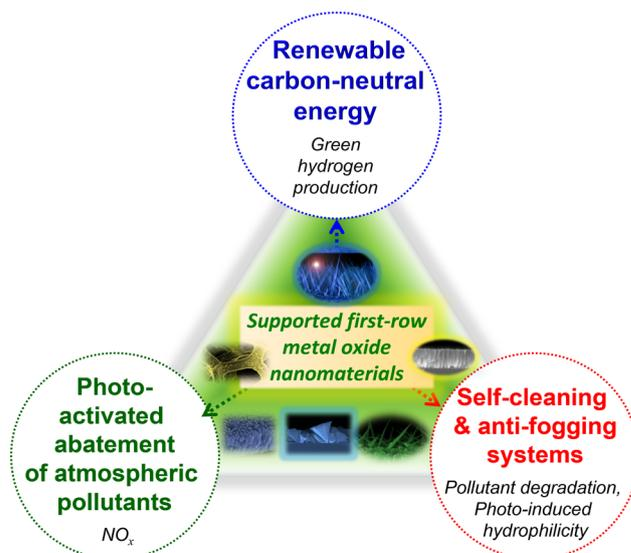 Renewable
carbon-neutral
energy
Green
hydrogen
production
Supported first-row
metal oxide
nanomaterials
Photo-
activated
abatement
of atmospheric
pollutants
NOx
Self-cleaning
& anti-fogging
systems
Pollutant degradation,
Photo-induced
hydrophilicity